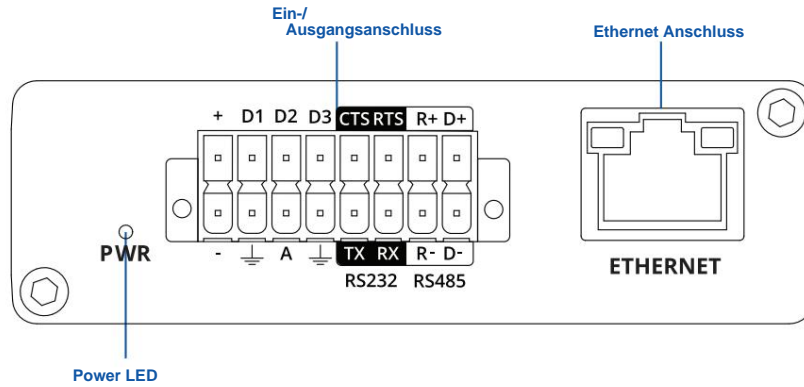 Ein-/
Ausgangsanschluss
Ethernet Anschluss
+ D1 D2 D3 CTS RTS R+ D+
PWR
- ⏚ A ⏚ TX RX R- D-
RS232 RS485
ETHERNET
Power LED